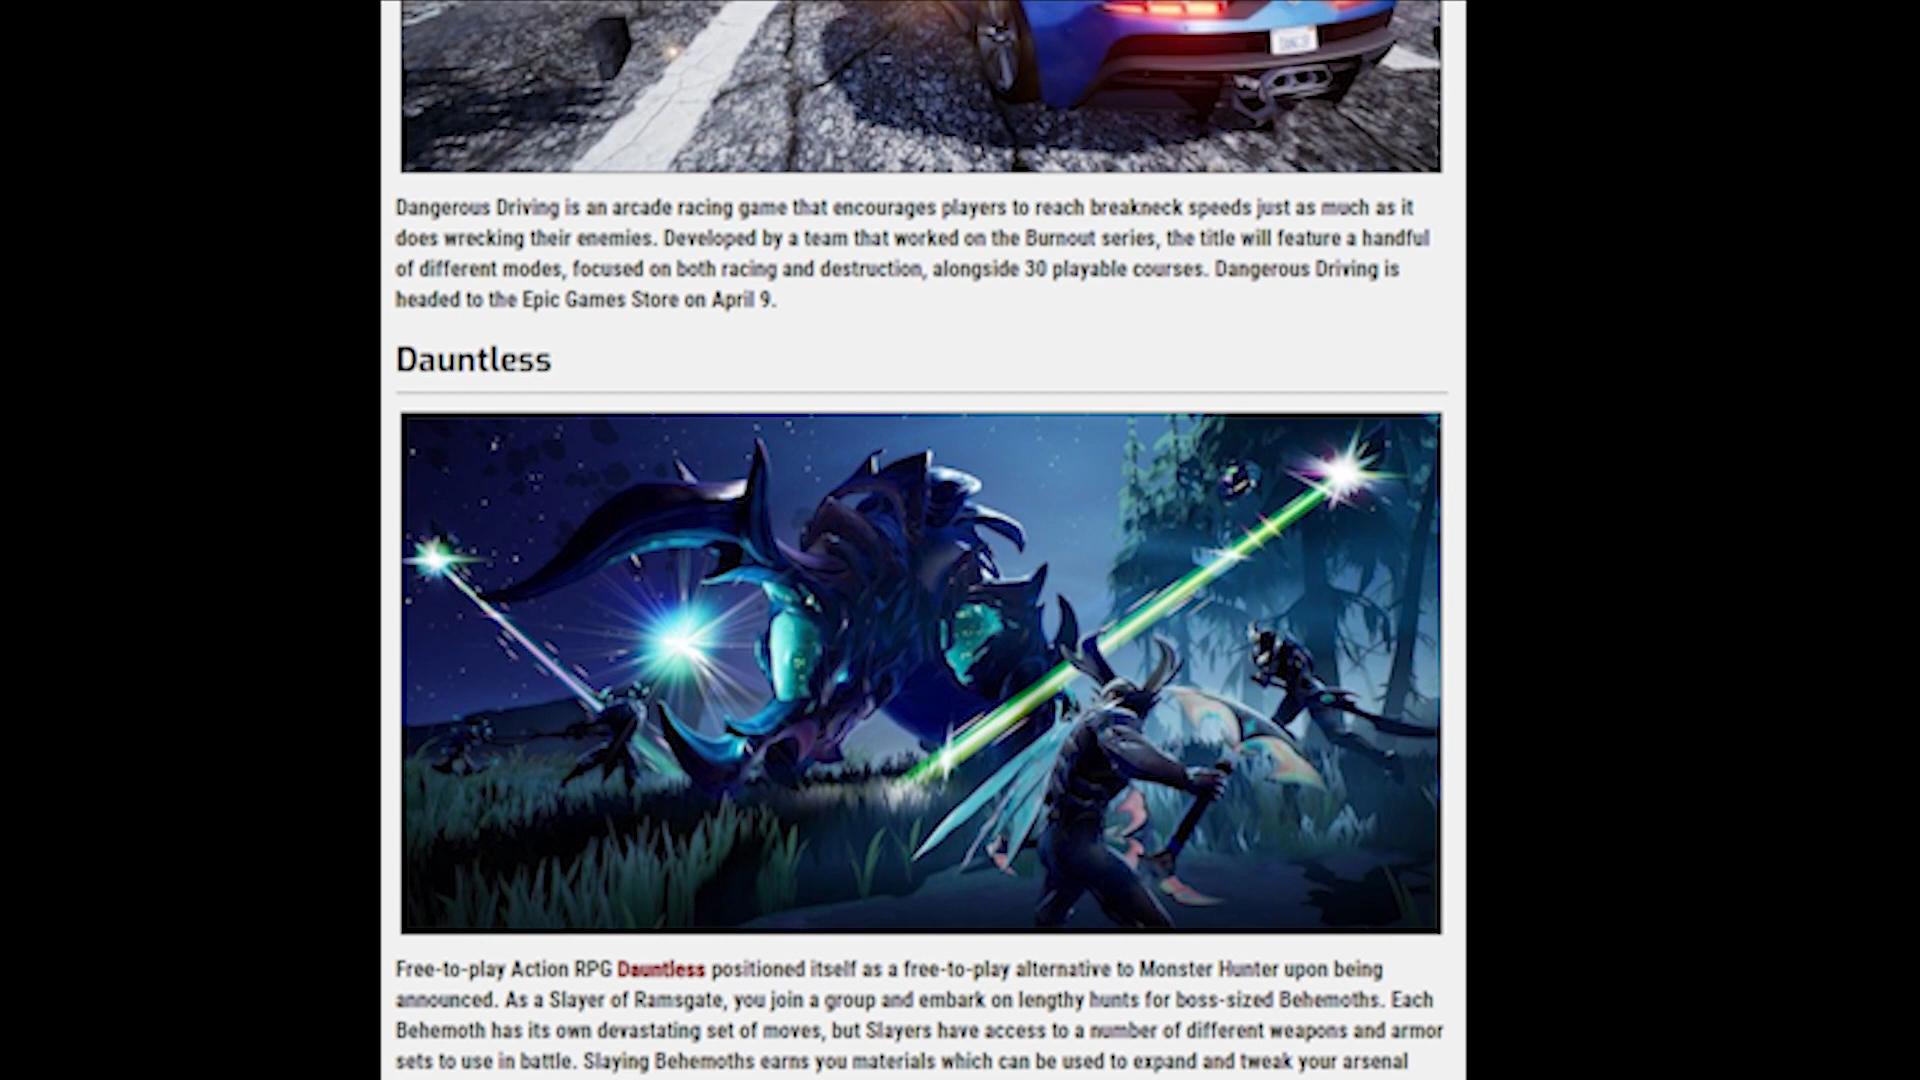 Dangerous Driving is an arcade racing game that encourages players to reach breakneck speeds just as much as it
does wrecking their enemies. Developed by a team that worked on the Burnout series, the title will feature a handful
of different modes, focused on both racing and destruction, alongside 30 playable courses. Dangerous Driving is
headed to the Epic Games Store on April 9.
Dauntless
Free-to-play Action RPG Dauntless positioned itself as a free-to-play alternative to Monster Hunter upon being
announced. As a Slayer of Ramsgate, you join a group and embark on lengthy hunts for boss-sized Behemoths. Each
Behemoth has its own devastating set of moves, but Slayers have access to a number of different weapons and armor
sets to use in battle. Slaying Behemoths earns you materials which can be used to expand and tweak your arsenal